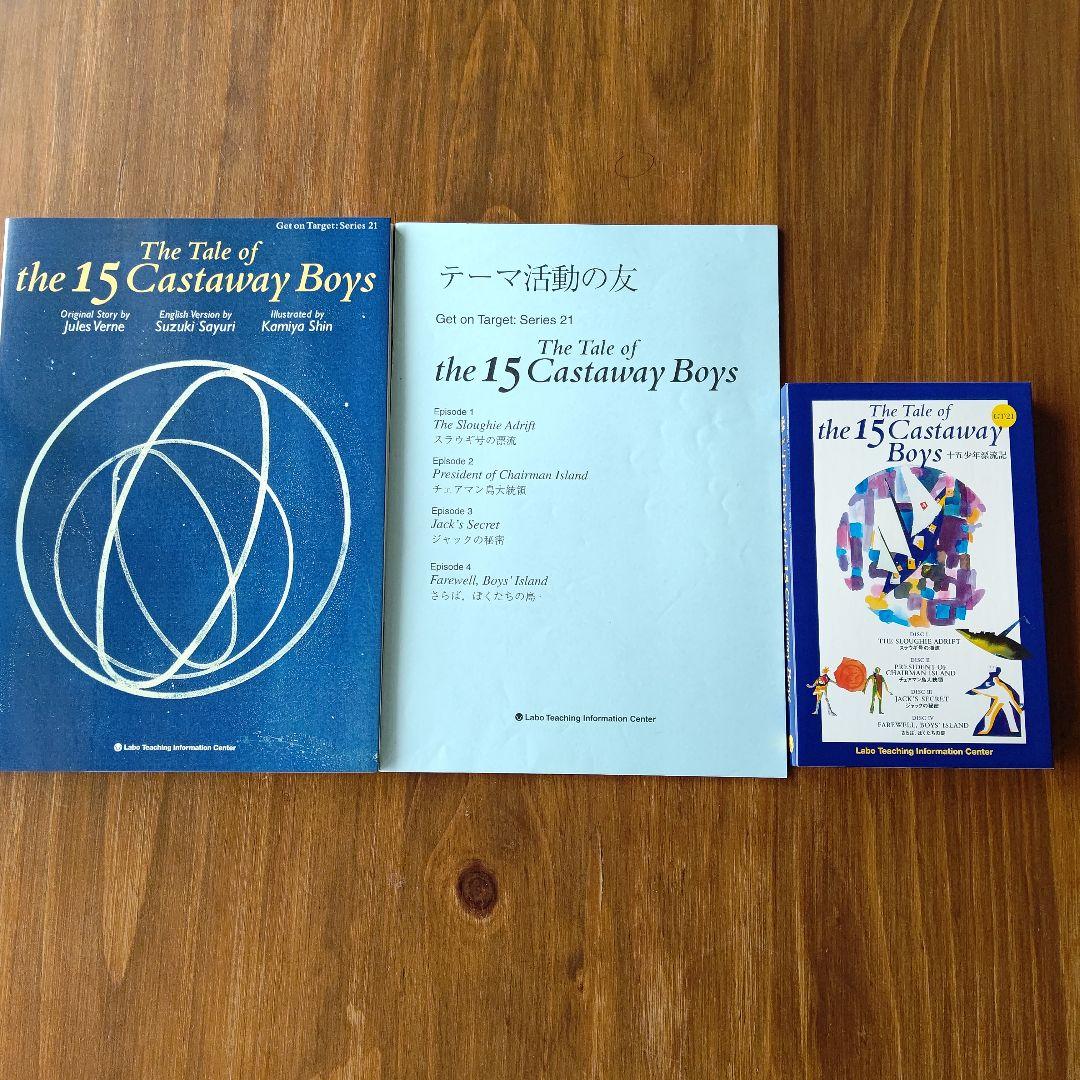 Get on Target: Series 21
The Tale of
the 15 Castaway Boys
Original Story by English Version by Illustrated by
Jules Verne Suzuki Sayuri Kamiya Shin
Labo Teaching Information Center
テーマ活動の友
Get on Target: Series 21
The Tale of
the 15 Castaway Boys
Episode 1
The Sloughie Adrift
スラウギ号の漂流
Episode 2
President of Chairman Island
チェアマン島大統領
Episode 3
Jack's Secret
ジャックの秘密
Episode 4
Farewell, Boys' Island
さらば，ぼくたちの島
Labo Teaching Information Center
The Tale of
the 15 Castaway
Boys 十五少年漂流記
DISC I
THE SLOUGHIE ADRIFT
スラウギ号の漂流
DISC II
PRESIDENT OF
CHAIRMAN ISLAND
チェアマン島大統領
DISC III
JACK'S SECRET
ジャックの秘密
DISC IV
FAREWELL, BOYS' ISLAND
さらば，ぼくたちの島
Labo Teaching Information Center